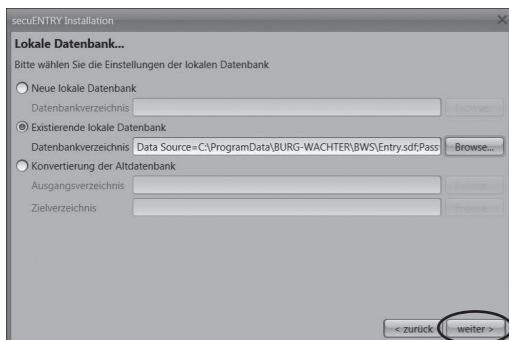 secuENTRY Installation
Lokale Datenbank...
Bitte wählen Sie die Einstellungen der lokalen Datenbank
Neue lokale Datenbank
Datenbankverzeichnis
Existierende lokale Datenbank
Datenbankverzeichnis Data Source=C:\ProgramData\BURG-WACHTER\BWS\Entry.sdf;Pass Browse...
Konvertierung der Altdatenbank
Ausgangsverzeichnis
Zielverzeichnis
< zurück weiter >